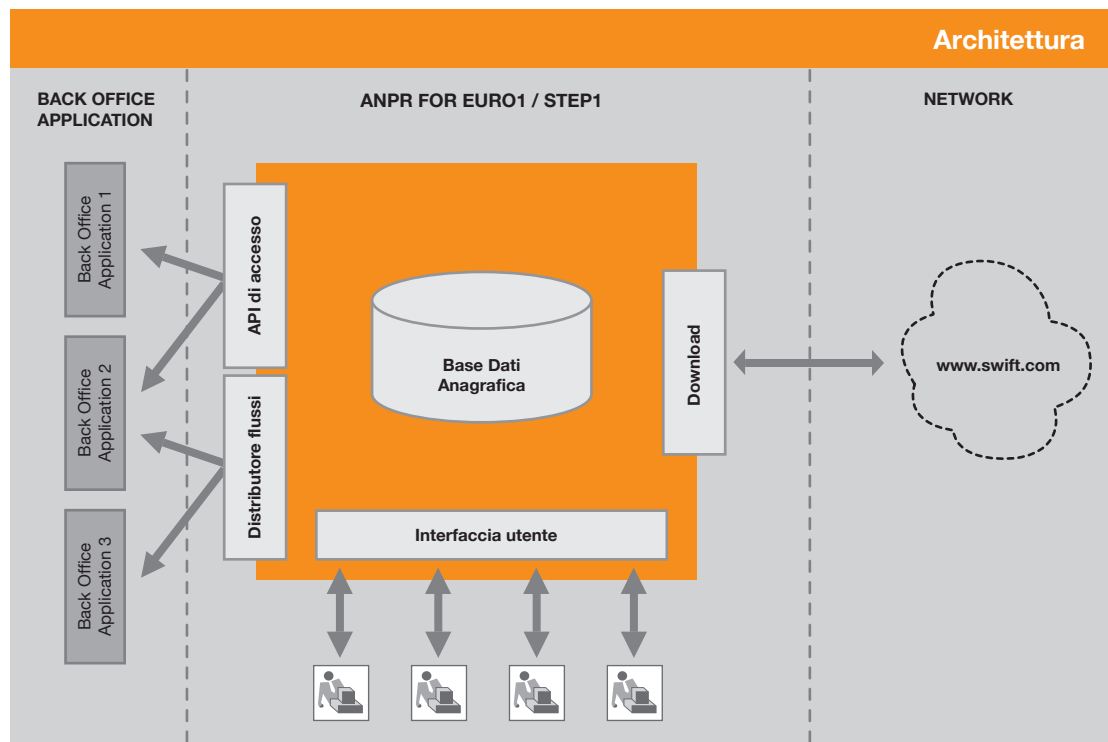 Architettura
BACK OFFICE
APPLICATION
ANPR FOR EURO1 / STEP1
NETWORK
Back Office
Application 1
Back Office
Application 2
Back Office
Application 3
API di accesso
Distributore flussi
Base Dati
Anagrafica
Interfaccia utente
Download
www.swift.com